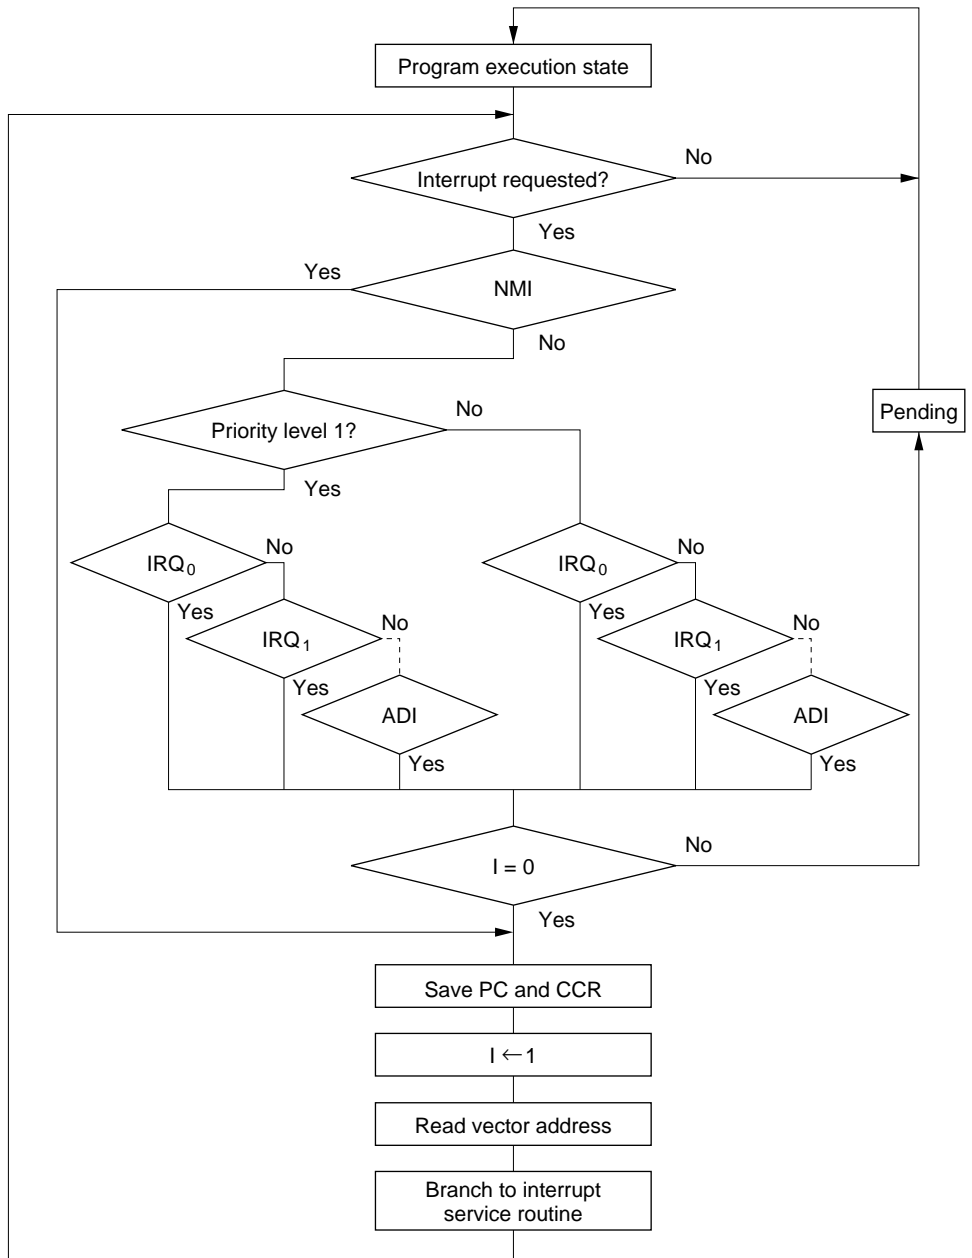 Program execution state
No
Interrupt requested?
Yes
Yes
NMI
No
Pending
No
Priority level 1?
Yes
IRQ0
No
IRQ0
No
Yes
No
Yes
No
IRQ1
IRQ1
Yes
Yes
ADI
ADI
Yes
Yes
No
I = 0
Yes
Save PC and CCR
I ← 1
Read vector address
Branch to interrupt
service routine